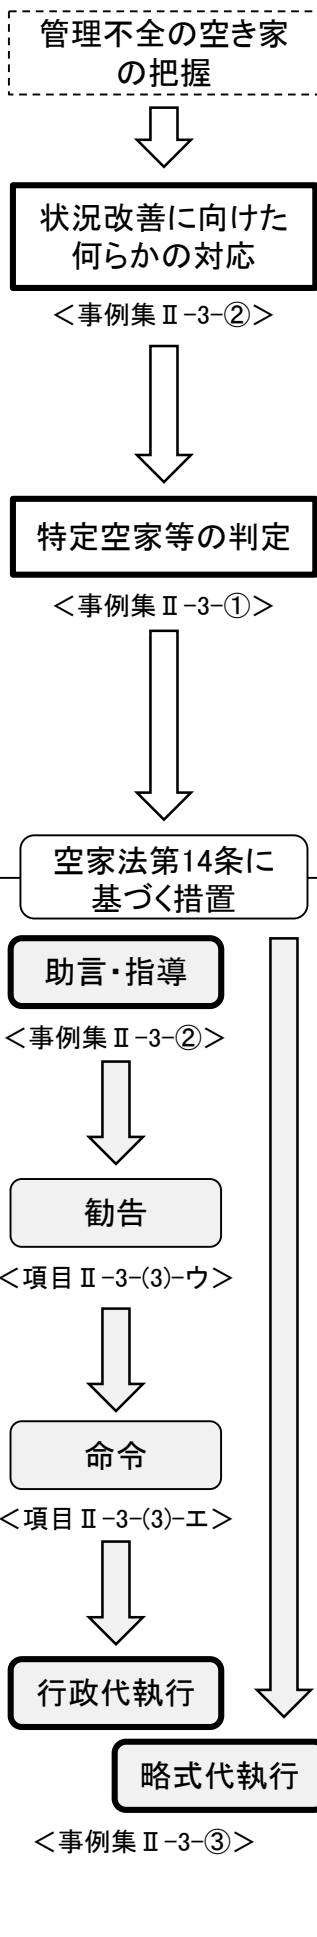 管理不全の空き家
の把握
状況改善に向けた
何らかの対応
＜事例集Ⅱ-3-②＞
特定空家等の判定
＜事例集Ⅱ-3-①＞
空家法第14条に
基づく措置
助言・指導
＜事例集Ⅱ-3-②＞
勧告
＜項目Ⅱ-3-(3)-ウ＞
命令
＜項目Ⅱ-3-(3)-エ＞
行政代執行
略式代執行
＜事例集Ⅱ-3-③＞